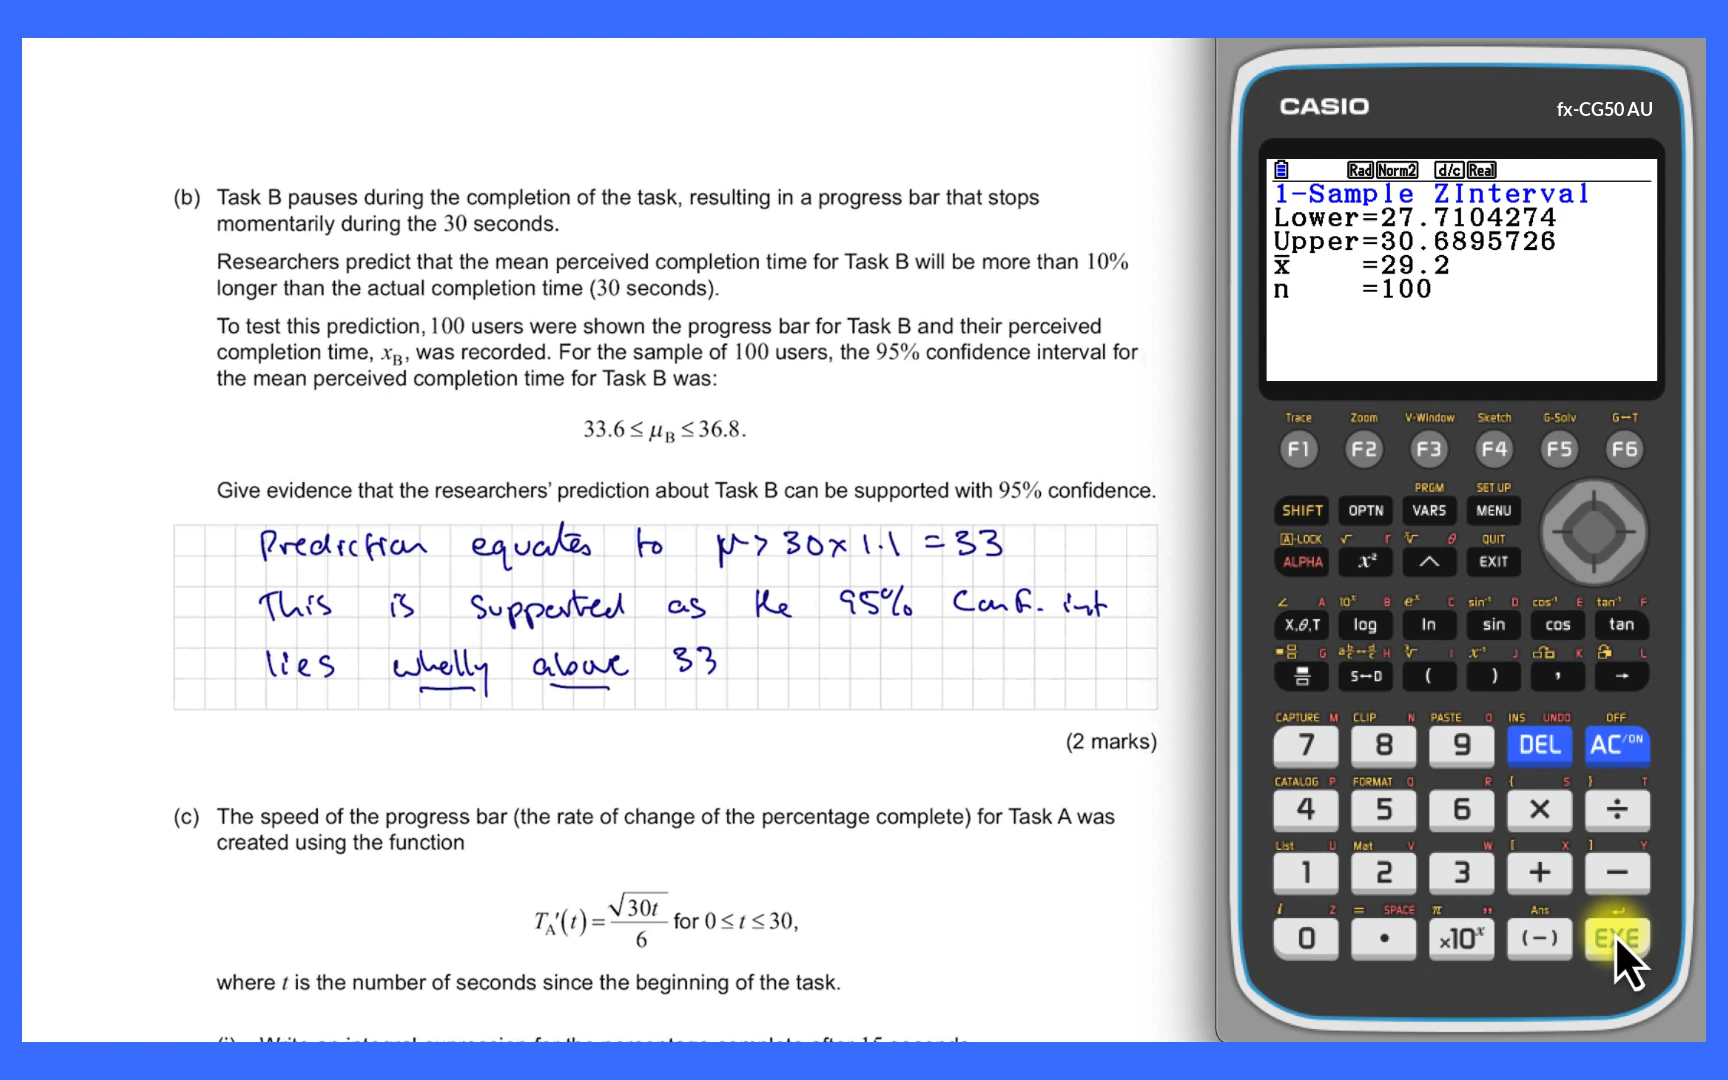 (b) Task B pauses during the completion of the task, resulting in a progress bar that stops
momentarily during the 30 seconds.
Researchers predict that the mean perceived completion time for Task B will be more than 10%
longer than the actual completion time (30 seconds).
To test this prediction, 100 users were shown the progress bar for Task B and their perceived
completion time, x_B, was recorded. For the sample of 100 users, the 95% confidence interval for
the mean perceived completion time for Task B was:
33.6 ≤ μ_B ≤ 36.8.
Give evidence that the researchers' prediction about Task B can be supported with 95% confidence.
Prediction equates to μ > 30 × 1.1 = 33
This is supported as the 95% Conf. int
lies wholly above 33
(2 marks)
(c) The speed of the progress bar (the rate of change of the percentage complete) for Task A was
created using the function
T_A'(t) = √30t / 6 for 0 ≤ t ≤ 30,
where t is the number of seconds since the beginning of the task.
CASIO fx-CG50 AU
Rad Norm2 d/c Real
1-Sample ZInterval
Lower=27.7104274
Upper=30.6895726
x̄ =29.2
n =100
Trace Zoom V-Window Sketch G-Solv G↔T
F1 F2 F3 F4 F5 F6
PRGM SET UP
SHIFT OPTN VARS MENU
A-LOCK √ r ʸ√ θ QUIT
ALPHA x² ^ EXIT
∠ A 10ˣ B eˣ C sin⁻¹ D cos⁻¹ E tan⁻¹ F
X,θ,T log ln sin cos tan
G H ³√ I x⁻¹ J K L
S↔D ( ) , →
CAPTURE M CLIP N PASTE O INS UNDO OFF
7 8 9 DEL AC/ON
CATALOG P FORMAT Q R { S } T
4 5 6 × ÷
List U Mat V W [ X ] Y
1 2 3 + −
i Z = SPACE π " Ans
0 • ×10ˣ (−) EXE